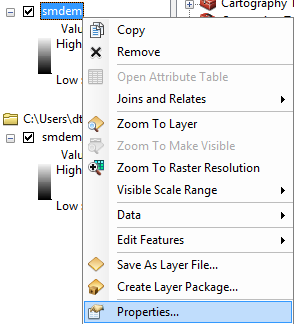 smdem
Cartography
Value
High
Low
C:\Users\dt
smdem
Value
High
Low
Copy
Remove
Open Attribute Table
Joins and Relates
Zoom To Layer
Zoom To Make Visible
Zoom To Raster Resolution
Visible Scale Range
Data
Edit Features
Save As Layer File...
Create Layer Package...
Properties...